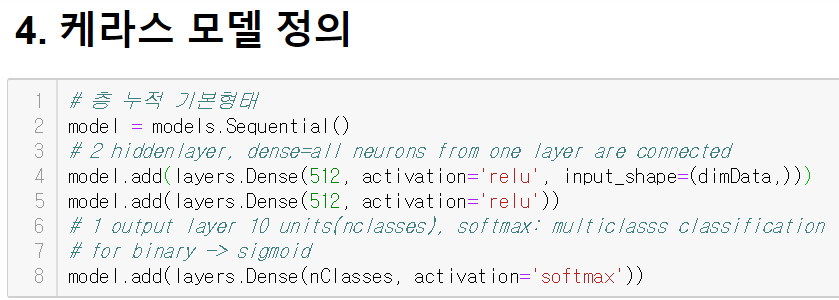 4. 케라스 모델 정의
1 # 층 누적 기본형태
2 model = models.Sequential()
3 # 2 hiddenlayer, dense=all neurons from one layer are connected
4 model.add(layers.Dense(512, activation='relu', input_shape=(dimData,)))
5 model.add(layers.Dense(512, activation='relu'))
6 # 1 output layer 10 units(nclasses), softmax: multiclasss classification
7 # for binary -> sigmoid
8 model.add(layers.Dense(nClasses, activation='softmax'))